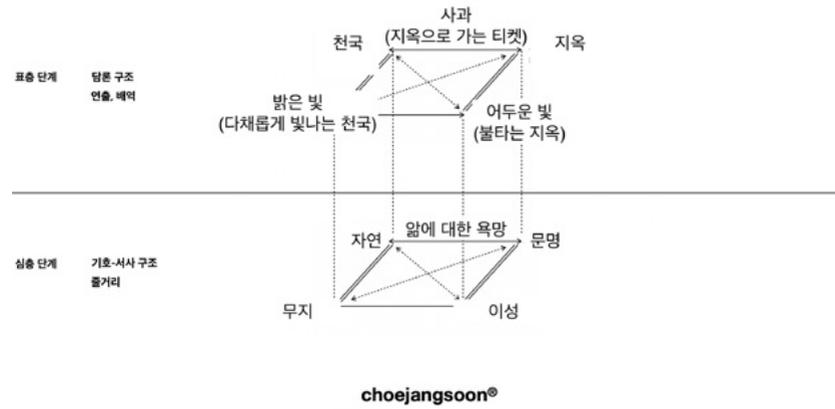 사과
(지옥으로 가는 티켓)
천국
지옥
표층 단계
담론 구조
연출, 배역
밝은 빛
(다채롭게 빛나는 천국)
어두운 빛
(불타는 지옥)
자연
앎에 대한 욕망
문명
심층 단계
기호-서사 구조
줄거리
무지
이성
choejangsoon®